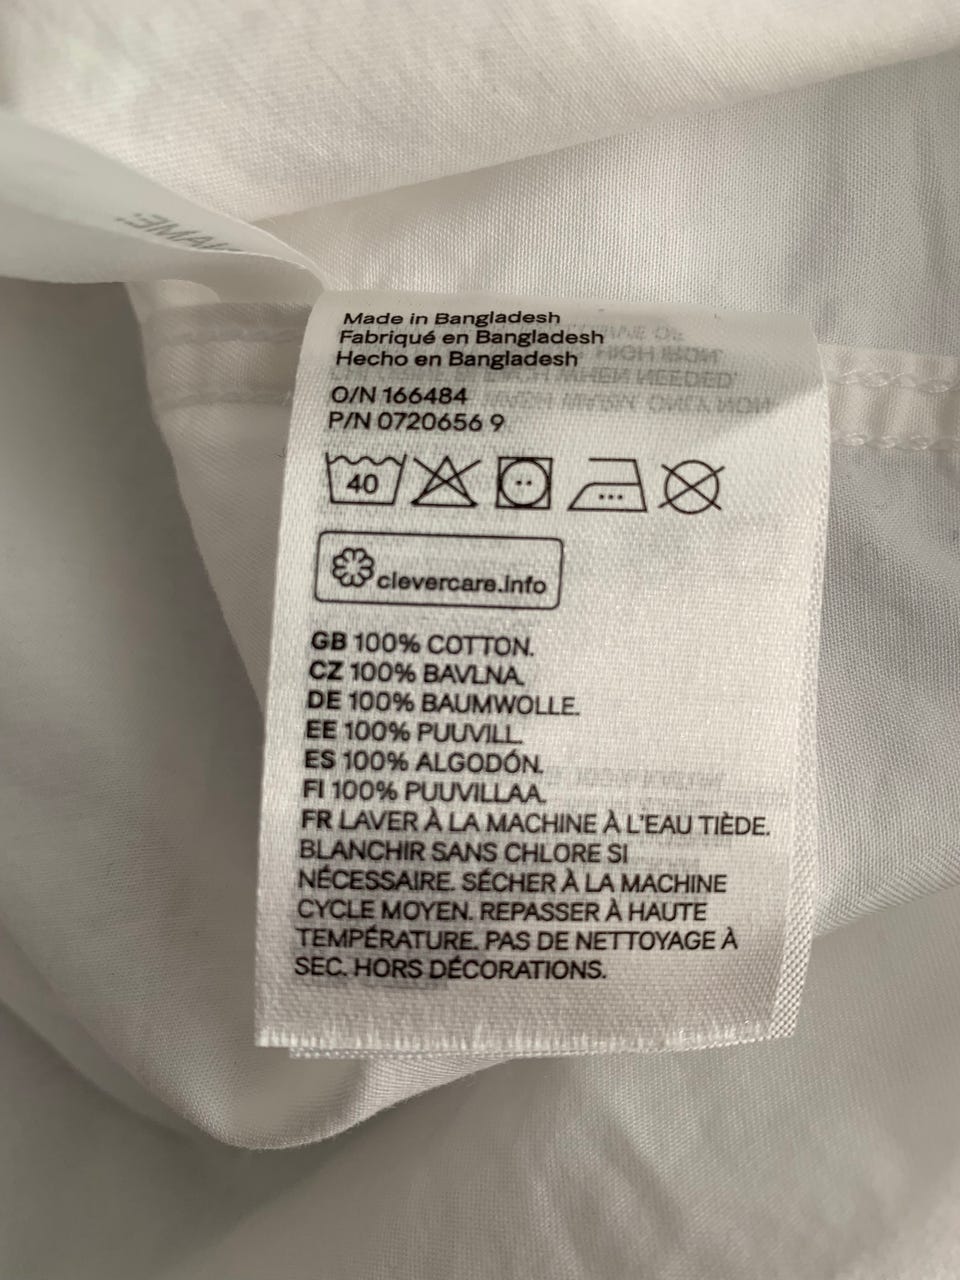 NAME:
Made in Bangladesh
Fabriqué en Bangladesh
Hecho en Bangladesh
O/N 166484
P/N 0720656 9
40
clevercare.info
GB 100% COTTON.
CZ 100% BAVLNA.
DE 100% BAUMWOLLE.
EE 100% PUUVILL.
ES 100% ALGODÓN.
FI 100% PUUVILLAA.
FR LAVER À LA MACHINE À L'EAU TIÈDE.
BLANCHIR SANS CHLORE SI
NÉCESSAIRE. SÉCHER À LA MACHINE
CYCLE MOYEN. REPASSER À HAUTE
TEMPÉRATURE. PAS DE NETTOYAGE À
SEC. HORS DÉCORATIONS.